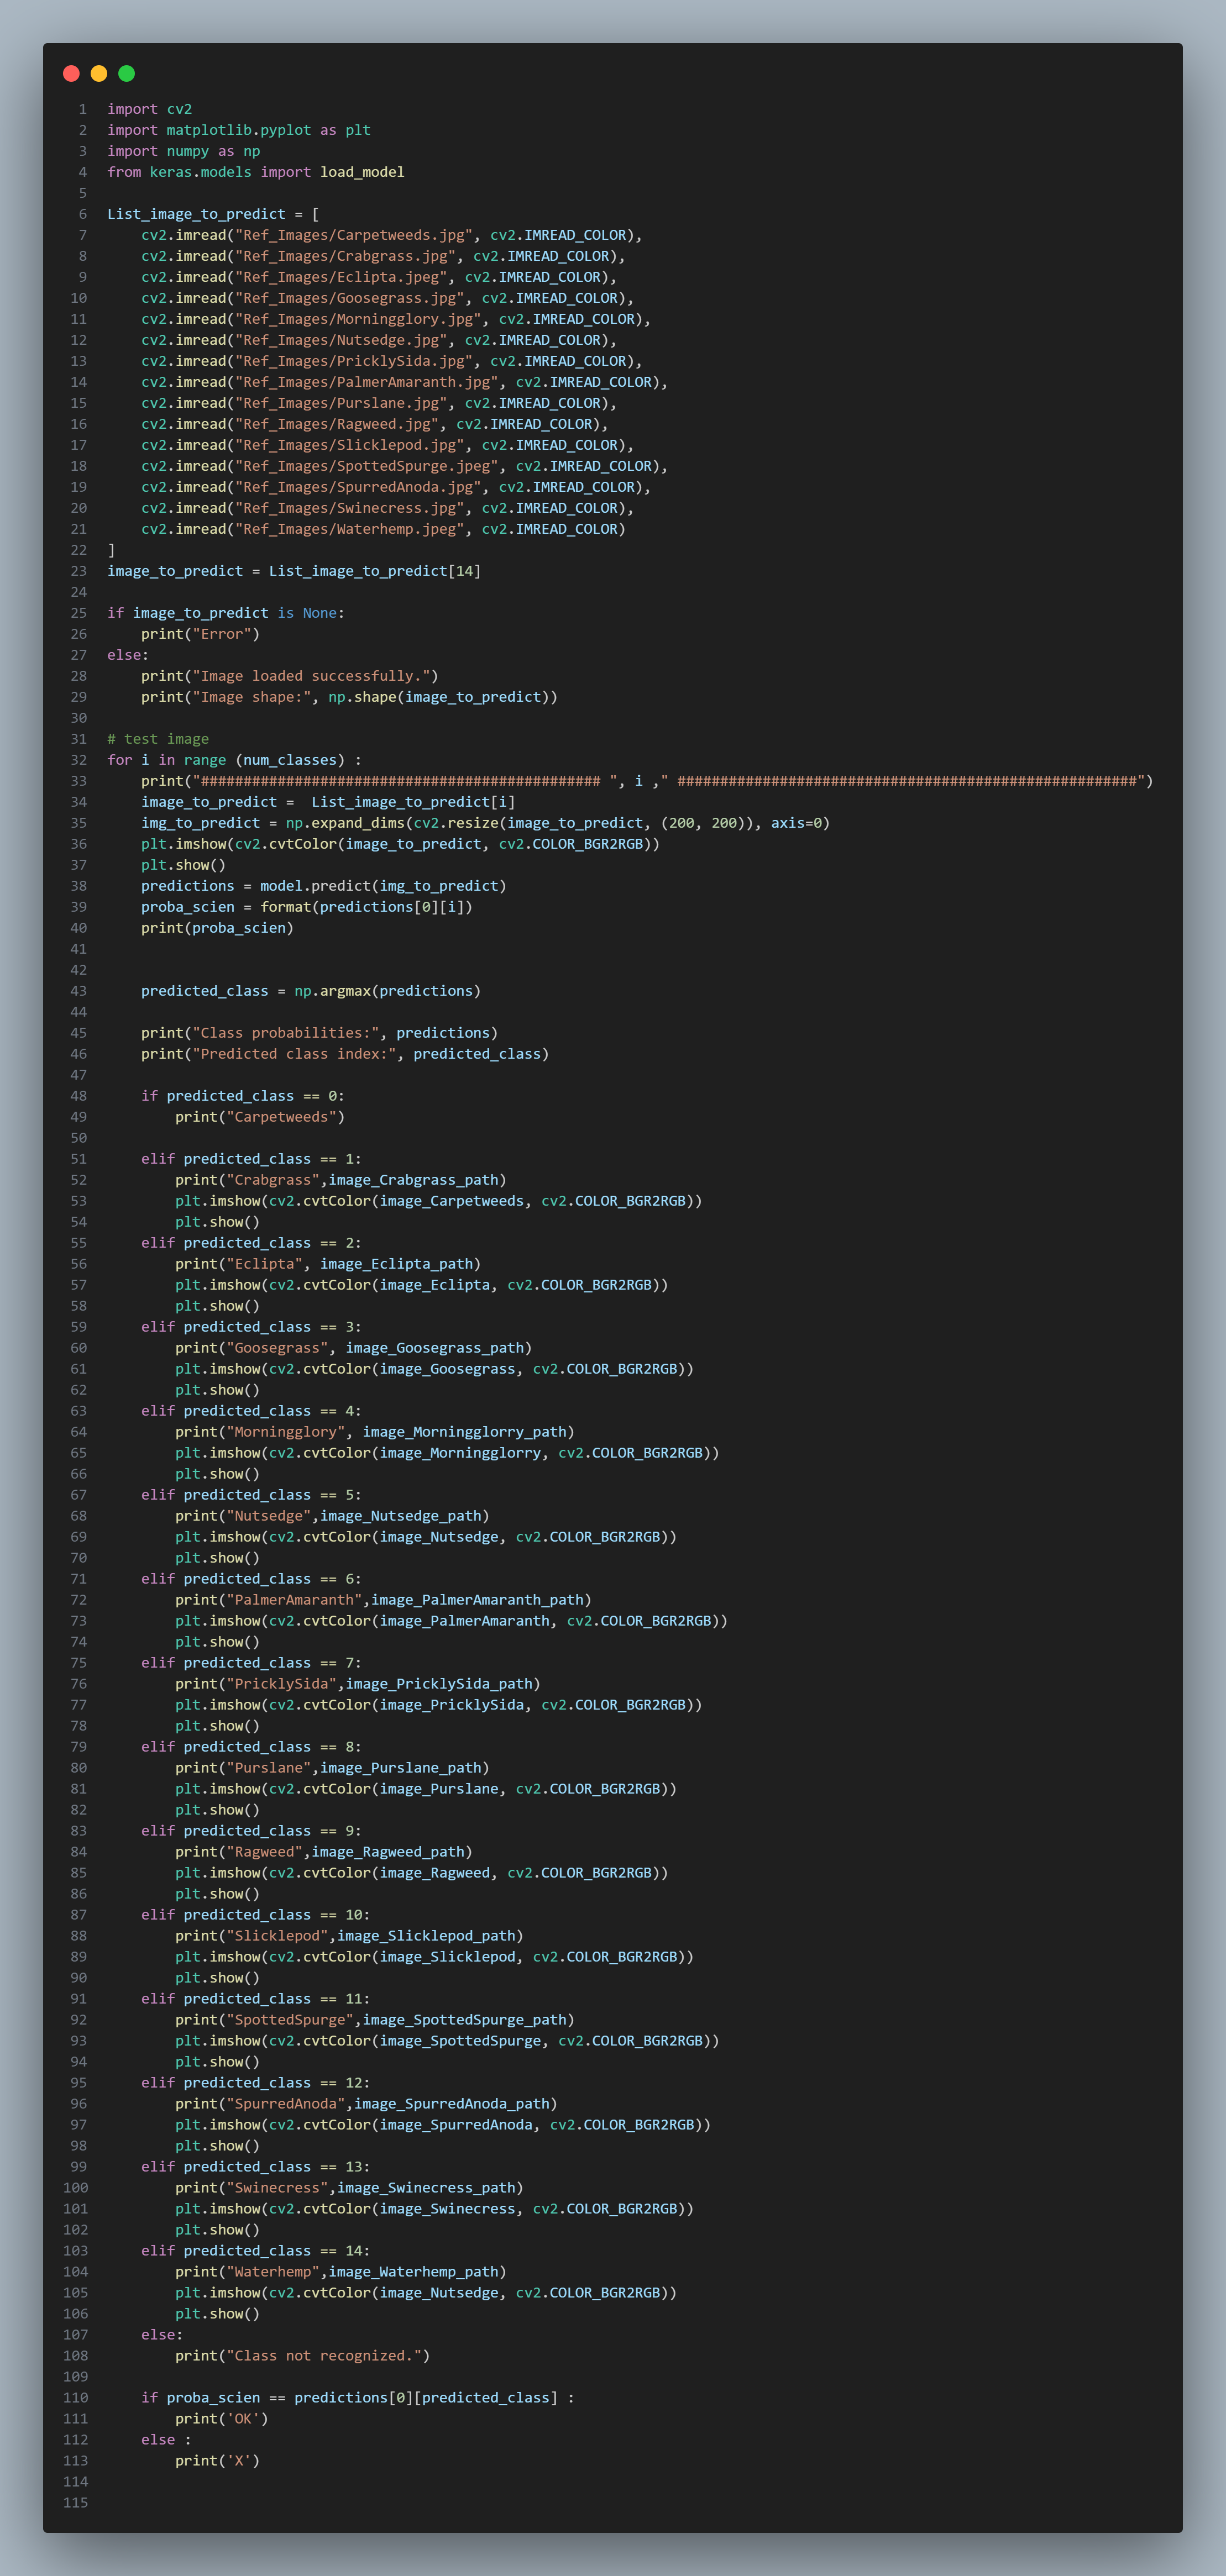 1 import cv2
2 import matplotlib.pyplot as plt
3 import numpy as np
4 from keras.models import load_model
5
6 List_image_to_predict = [
7     cv2.imread("Ref_Images/Carpetweeds.jpg", cv2.IMREAD_COLOR),
8     cv2.imread("Ref_Images/Crabgrass.jpg", cv2.IMREAD_COLOR),
9     cv2.imread("Ref_Images/Eclipta.jpeg", cv2.IMREAD_COLOR),
10     cv2.imread("Ref_Images/Goosegrass.jpg", cv2.IMREAD_COLOR),
11     cv2.imread("Ref_Images/Morningglory.jpg", cv2.IMREAD_COLOR),
12     cv2.imread("Ref_Images/Nutsedge.jpg", cv2.IMREAD_COLOR),
13     cv2.imread("Ref_Images/PricklySida.jpg", cv2.IMREAD_COLOR),
14     cv2.imread("Ref_Images/PalmerAmaranth.jpg", cv2.IMREAD_COLOR),
15     cv2.imread("Ref_Images/Purslane.jpg", cv2.IMREAD_COLOR),
16     cv2.imread("Ref_Images/Ragweed.jpg", cv2.IMREAD_COLOR),
17     cv2.imread("Ref_Images/Slicklepod.jpg", cv2.IMREAD_COLOR),
18     cv2.imread("Ref_Images/SpottedSpurge.jpeg", cv2.IMREAD_COLOR),
19     cv2.imread("Ref_Images/SpurredAnoda.jpg", cv2.IMREAD_COLOR),
20     cv2.imread("Ref_Images/Swinecress.jpg", cv2.IMREAD_COLOR),
21     cv2.imread("Ref_Images/Waterhemp.jpeg", cv2.IMREAD_COLOR)
22 ]
23 image_to_predict = List_image_to_predict[14]
24
25 if image_to_predict is None:
26     print("Error")
27 else:
28     print("Image loaded successfully.")
29     print("Image shape:", np.shape(image_to_predict))
30
31 # test image
32 for i in range (num_classes) :
33     print("############################################### ", i ," ######################################################")
34     image_to_predict =  List_image_to_predict[i]
35     img_to_predict = np.expand_dims(cv2.resize(image_to_predict, (200, 200)), axis=0)
36     plt.imshow(cv2.cvtColor(image_to_predict, cv2.COLOR_BGR2RGB))
37     plt.show()
38     predictions = model.predict(img_to_predict)
39     proba_scien = format(predictions[0][i])
40     print(proba_scien)
41
42
43     predicted_class = np.argmax(predictions)
44
45     print("Class probabilities:", predictions)
46     print("Predicted class index:", predicted_class)
47
48     if predicted_class == 0:
49         print("Carpetweeds")
50
51     elif predicted_class == 1:
52         print("Crabgrass",image_Crabgrass_path)
53         plt.imshow(cv2.cvtColor(image_Carpetweeds, cv2.COLOR_BGR2RGB))
54         plt.show()
55     elif predicted_class == 2:
56         print("Eclipta", image_Eclipta_path)
57         plt.imshow(cv2.cvtColor(image_Eclipta, cv2.COLOR_BGR2RGB))
58         plt.show()
59     elif predicted_class == 3:
60         print("Goosegrass", image_Goosegrass_path)
61         plt.imshow(cv2.cvtColor(image_Goosegrass, cv2.COLOR_BGR2RGB))
62         plt.show()
63     elif predicted_class == 4:
64         print("Morningglory", image_Morningglory_path)
65         plt.imshow(cv2.cvtColor(image_Morningglorry, cv2.COLOR_BGR2RGB))
66         plt.show()
67     elif predicted_class == 5:
68         print("Nutsedge",image_Nutsedge_path)
69         plt.imshow(cv2.cvtColor(image_Nutsedge, cv2.COLOR_BGR2RGB))
70         plt.show()
71     elif predicted_class == 6:
72         print("PalmerAmaranth",image_PalmerAmaranth_path)
73         plt.imshow(cv2.cvtColor(image_PalmerAmaranth, cv2.COLOR_BGR2RGB))
74         plt.show()
75     elif predicted_class == 7:
76         print("PricklySida",image_PricklySida_path)
77         plt.imshow(cv2.cvtColor(image_PricklySida, cv2.COLOR_BGR2RGB))
78         plt.show()
79     elif predicted_class == 8:
80         print("Purslane",image_Purslane_path)
81         plt.imshow(cv2.cvtColor(image_Purslane, cv2.COLOR_BGR2RGB))
82         plt.show()
83     elif predicted_class == 9:
84         print("Ragweed",image_Ragweed_path)
85         plt.imshow(cv2.cvtColor(image_Ragweed, cv2.COLOR_BGR2RGB))
86         plt.show()
87     elif predicted_class == 10:
88         print("Slicklepod",image_Slicklepod_path)
89         plt.imshow(cv2.cvtColor(image_Slicklepod, cv2.COLOR_BGR2RGB))
90         plt.show()
91     elif predicted_class == 11:
92         print("SpottedSpurge",image_SpottedSpurge_path)
93         plt.imshow(cv2.cvtColor(image_SpottedSpurge, cv2.COLOR_BGR2RGB))
94         plt.show()
95     elif predicted_class == 12:
96         print("SpurredAnoda",image_SpurredAnoda_path)
97         plt.imshow(cv2.cvtColor(image_SpurredAnoda, cv2.COLOR_BGR2RGB))
98         plt.show()
99     elif predicted_class == 13:
100         print("Swinecress",image_Swinecress_path)
101         plt.imshow(cv2.cvtColor(image_Swinecress, cv2.COLOR_BGR2RGB))
102         plt.show()
103     elif predicted_class == 14:
104         print("Waterhemp",image_Waterhemp_path)
105         plt.imshow(cv2.cvtColor(image_Nutsedge, cv2.COLOR_BGR2RGB))
106         plt.show()
107     else:
108         print("Class not recognized.")
109
110     if proba_scien == predictions[0][predicted_class] :
111         print('OK')
112     else :
113         print('X')
114
115